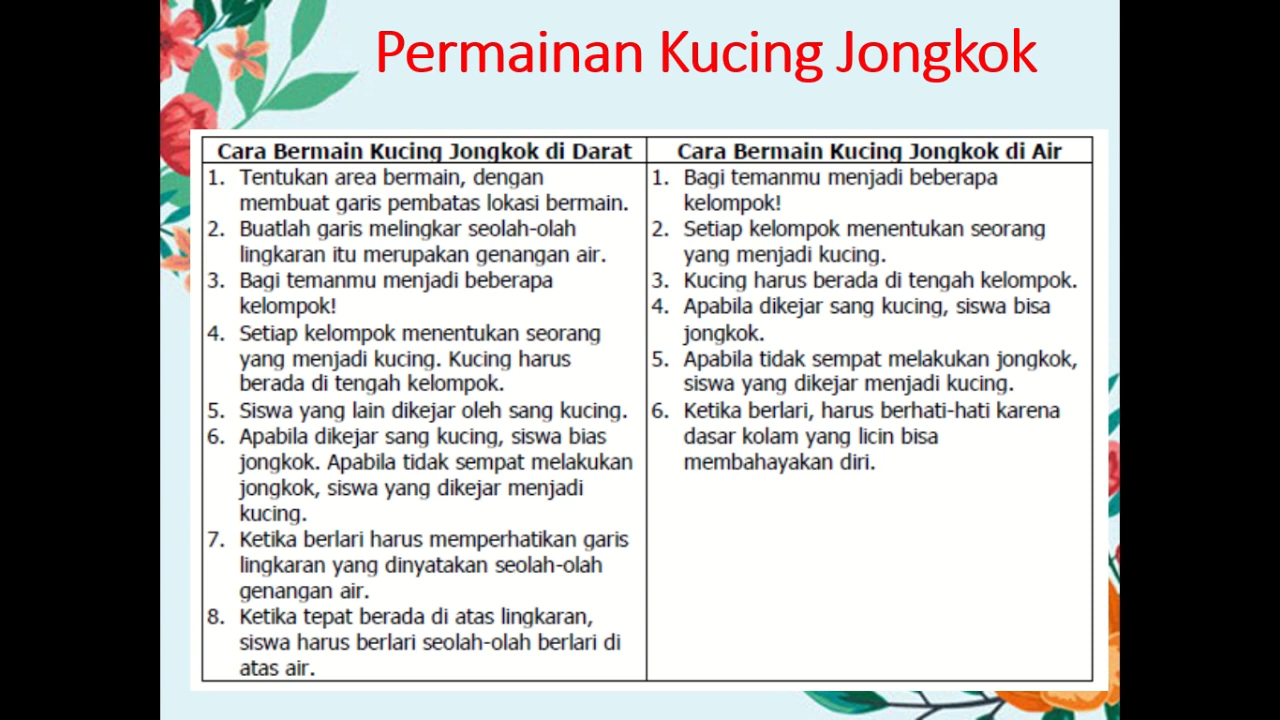 Permainan Kucing Jongkok
Cara Bermain Kucing Jongkok di Darat
1. Tentukan area bermain, dengan
membuat garis pembatas lokasi bermain.
2. Buatlah garis melingkar seolah-olah
lingkaran itu merupakan genangan air.
3. Bagi temanmu menjadi beberapa
kelompok!
4. Setiap kelompok menentukan seorang
yang menjadi kucing. Kucing harus
berada di tengah kelompok.
5. Siswa yang lain dikejar oleh sang kucing.
6. Apabila dikejar sang kucing, siswa bias
jongkok. Apabila tidak sempat melakukan
jongkok, siswa yang dikejar menjadi
kucing.
7. Ketika berlari harus memperhatikan garis
lingkaran yang dinyatakan seolah-olah
genangan air.
8. Ketika tepat berada di atas lingkaran,
siswa harus berlari seolah-olah berlari di
atas air.
Cara Bermain Kucing Jongkok di Air
1. Bagi temanmu menjadi beberapa
kelompok!
2. Setiap kelompok menentukan seorang
yang menjadi kucing.
3. Kucing harus berada di tengah kelompok.
4. Apabila dikejar sang kucing, siswa bisa
jongkok.
5. Apabila tidak sempat melakukan jongkok,
siswa yang dikejar menjadi kucing.
6. Ketika berlari, harus berhati-hati karena
dasar kolam yang licin bisa
membahayakan diri.